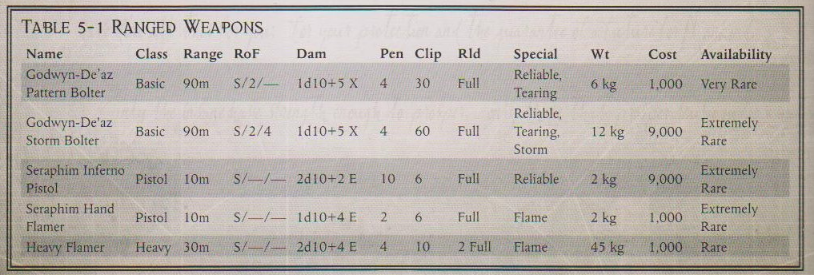 TABLE 5-1 RANGED WEAPONS
Name Class Range RoF Dam Pen Clip Rld Special Wt Cost Availability
Godwyn-De'az Pattern Bolter Basic 90m S/2/— 1d10+5 X 4 30 Full Reliable, Tearing 6 kg 1,000 Very Rare
Godwyn-De'az Storm Bolter Basic 90m S/2/4 1d10+5 X 4 60 Full Reliable, Tearing, Storm 12 kg 9,000 Extremely Rare
Seraphim Inferno Pistol Pistol 10m S/—/— 2d10+2 E 10 6 Full Reliable 2 kg 9,000 Extremely Rare
Seraphim Hand Flamer Pistol 10m S/—/— 1d10+4 E 2 6 Full Flame 2 kg 1,000 Extremely Rare
Heavy Flamer Heavy 30m S/—/— 2d10+4 E 4 10 2 Full Flame 45 kg 1,000 Rare